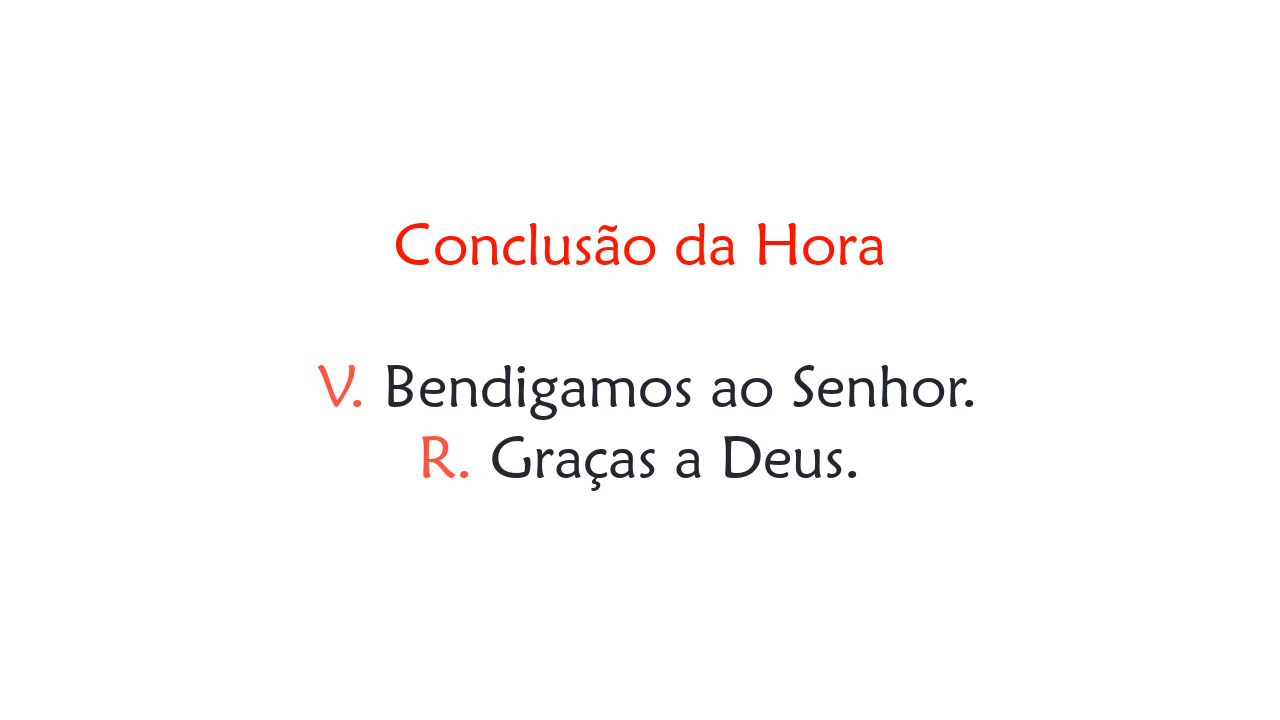 Conclusão da Hora
V. Bendigamos ao Senhor.
R. Graças a Deus.